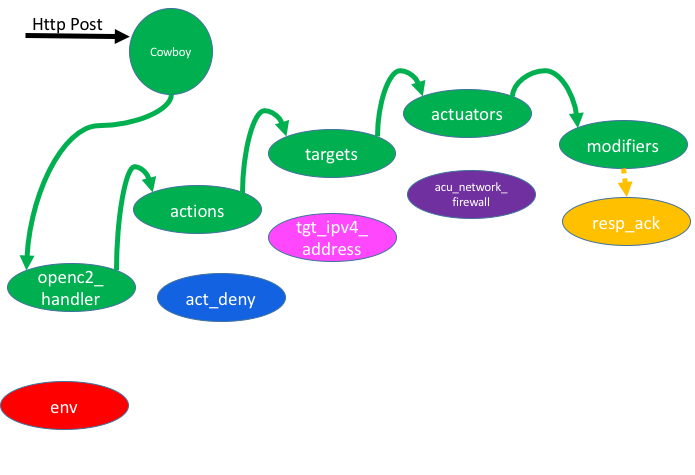 Http Post
Cowboy
actuators
modifiers
targets
acu_network_
firewall
actions
tgt_ipv4_
address
resp_ack
openc2_
handler
act_deny
env